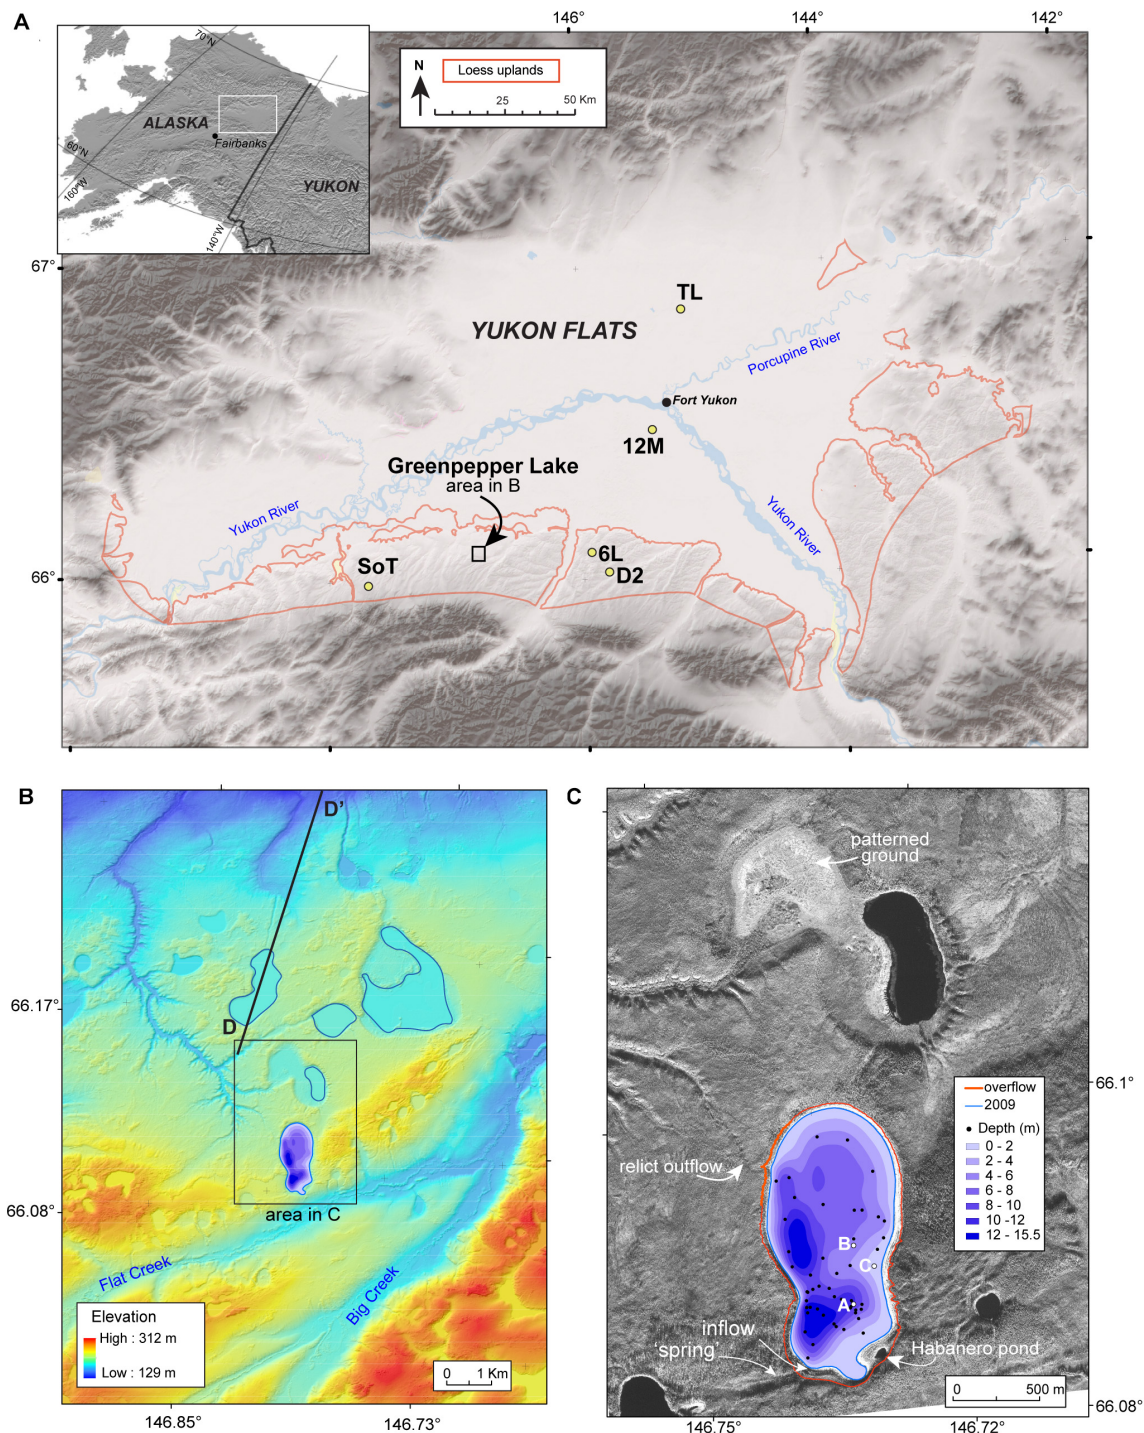 A
146°
144°
142°
70°N
ALASKA
Fairbanks
60°N
160°W
YUKON
140°W
N
Loess uplands
25
50 Km
67°
TL
YUKON FLATS
Porcupine River
Fort Yukon
12M
Greenpepper Lake
area in B
Yukon River
Yukon River
SoT
6L
D2
66°
B
D'
D
66.17°
area in C
66.08°
Flat Creek
Big Creek
Elevation
High : 312 m
Low : 129 m
0
1 Km
146.85°
146.73°
C
patterned
ground
66.1°
overflow
2009
Depth (m)
0 - 2
2 - 4
4 - 6
6 - 8
8 - 10
10 -12
12 - 15.5
relict outflow
B
C
A
inflow
'spring'
Habanero pond
0
500 m
66.08°
146.75°
146.72°